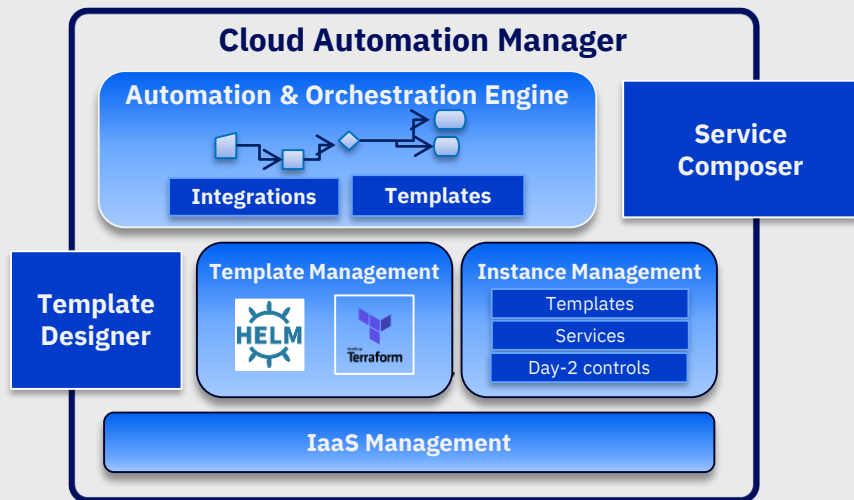 Cloud Automation Manager
Automation & Orchestration Engine
Integrations
Templates
Service
Composer
Template
Designer
Template Management
HELM
Terraform
Instance Management
Templates
Services
Day-2 controls
IaaS Management